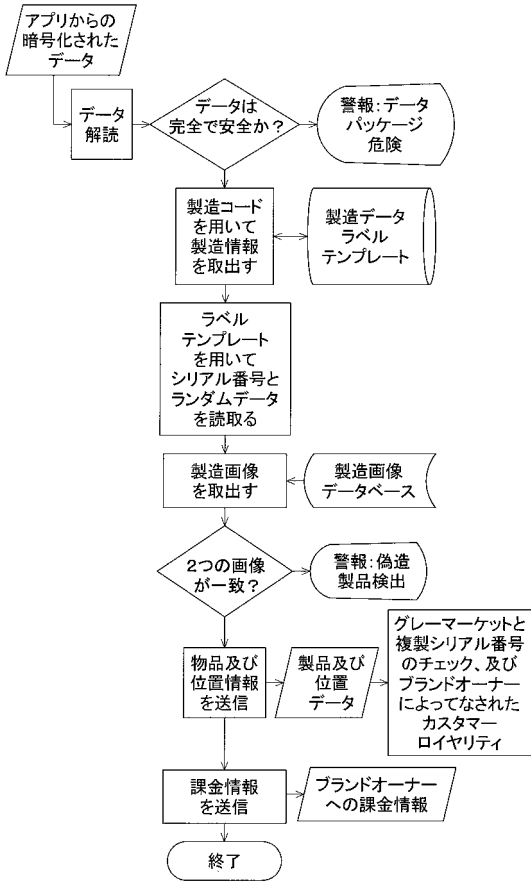 アプリからの
暗号化された
データ
データ
解読
データは
完全で安全か?
警報:データ
パッケージ
危険
製造コード
を用いて
製造情報
を取出す
製造データ
ラベル
テンプレート
ラベル
テンプレート
を用いて
シリアル番号と
ランダムデータ
を読取る
製造画像
を取出す
製造画像
データベース
2つの画像
が一致?
警報:偽造
製品検出
物品及び
位置情報
を送信
製品及び
位置
データ
グレーマーケットと
複製シリアル番号
のチェック、及び
ブランドオーナー
によってなされた
カスタマー
ロイヤリティ
課金情報
を送信
ブランドオーナー
への課金情報
終了